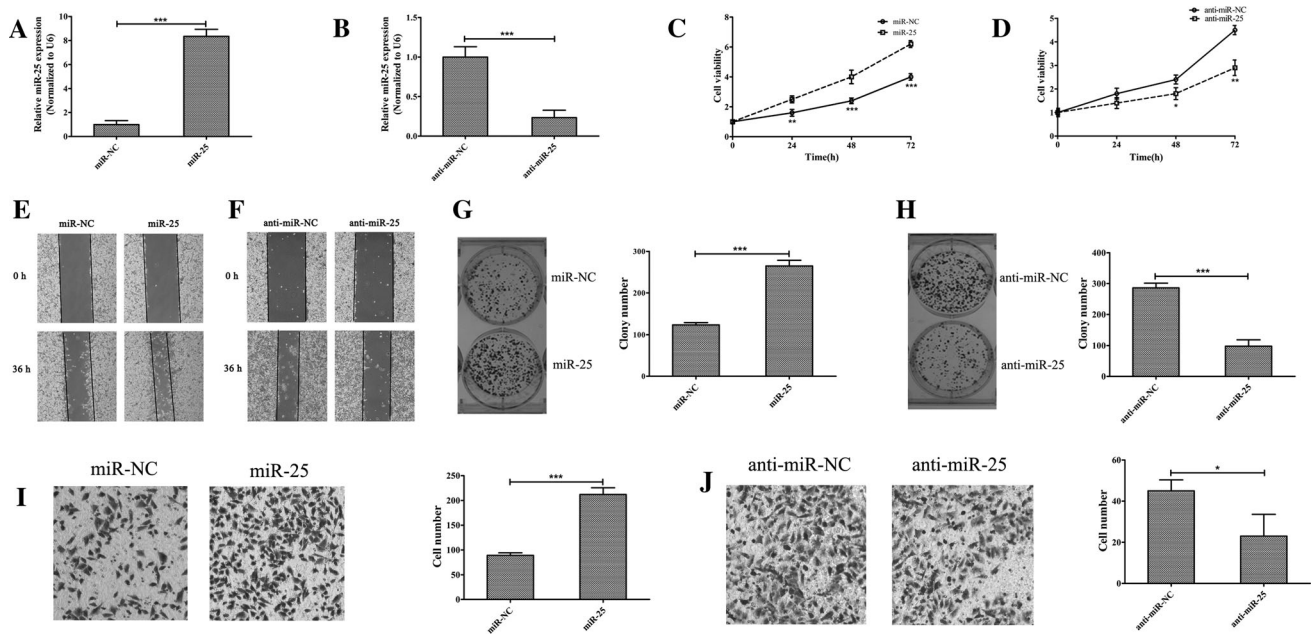 A
Relative miR-25 expression
(Normalized to U6)
10
8
6
4
2
0
***
miR-NC
miR-25
B
Relative miR-25 expression
(Normalized to U6)
1.5
1.0
0.5
0.0
***
anti-miR-NC
anti-miR-25
C
Cell viability
8
6
4
2
0
miR-NC
miR-25
**
***
***
0
24
48
72
Time(h)
D
Cell viability
5
4
3
2
1
0
anti-miR-NC
anti-miR-25
*
**
0
24
48
72
Time(h)
E
miR-NC
miR-25
0 h
36 h
F
anti-miR-NC
anti-miR-25
0 h
36 h
G
miR-NC
miR-25
Clony number
300
200
100
0
***
miR-NC
miR-25
H
anti-miR-NC
anti-miR-25
Clony number
400
300
200
100
0
***
anti-miR-NC
anti-miR-25
I
miR-NC
miR-25
Cell number
250
200
150
100
50
0
***
miR-NC
miR-25
J
anti-miR-NC
anti-miR-25
Cell number
60
40
20
0
*
anti-miR-NC
anti-miR-25